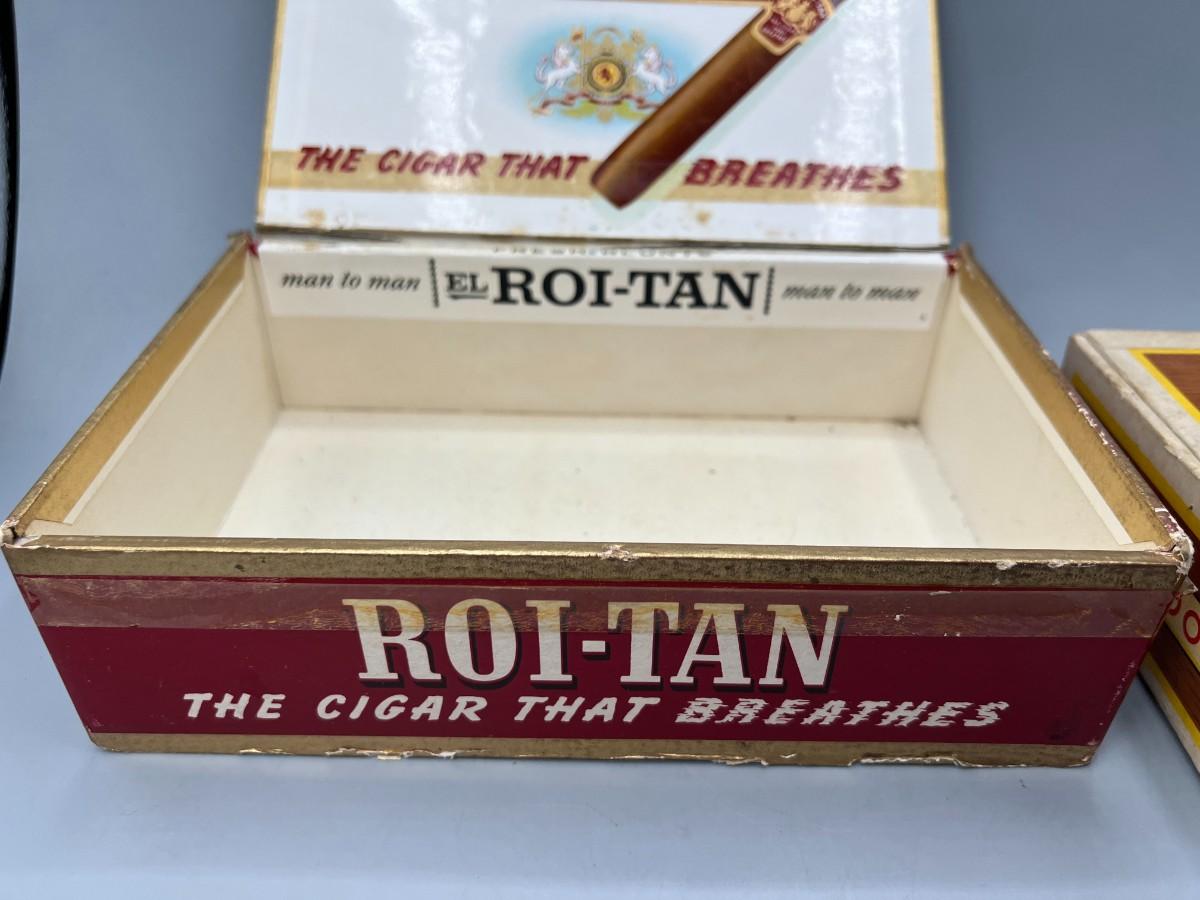 THE CIGAR THAT BREATHES
man to man EL ROI-TAN man to man
ROI-TAN
THE CIGAR THAT BREATHES